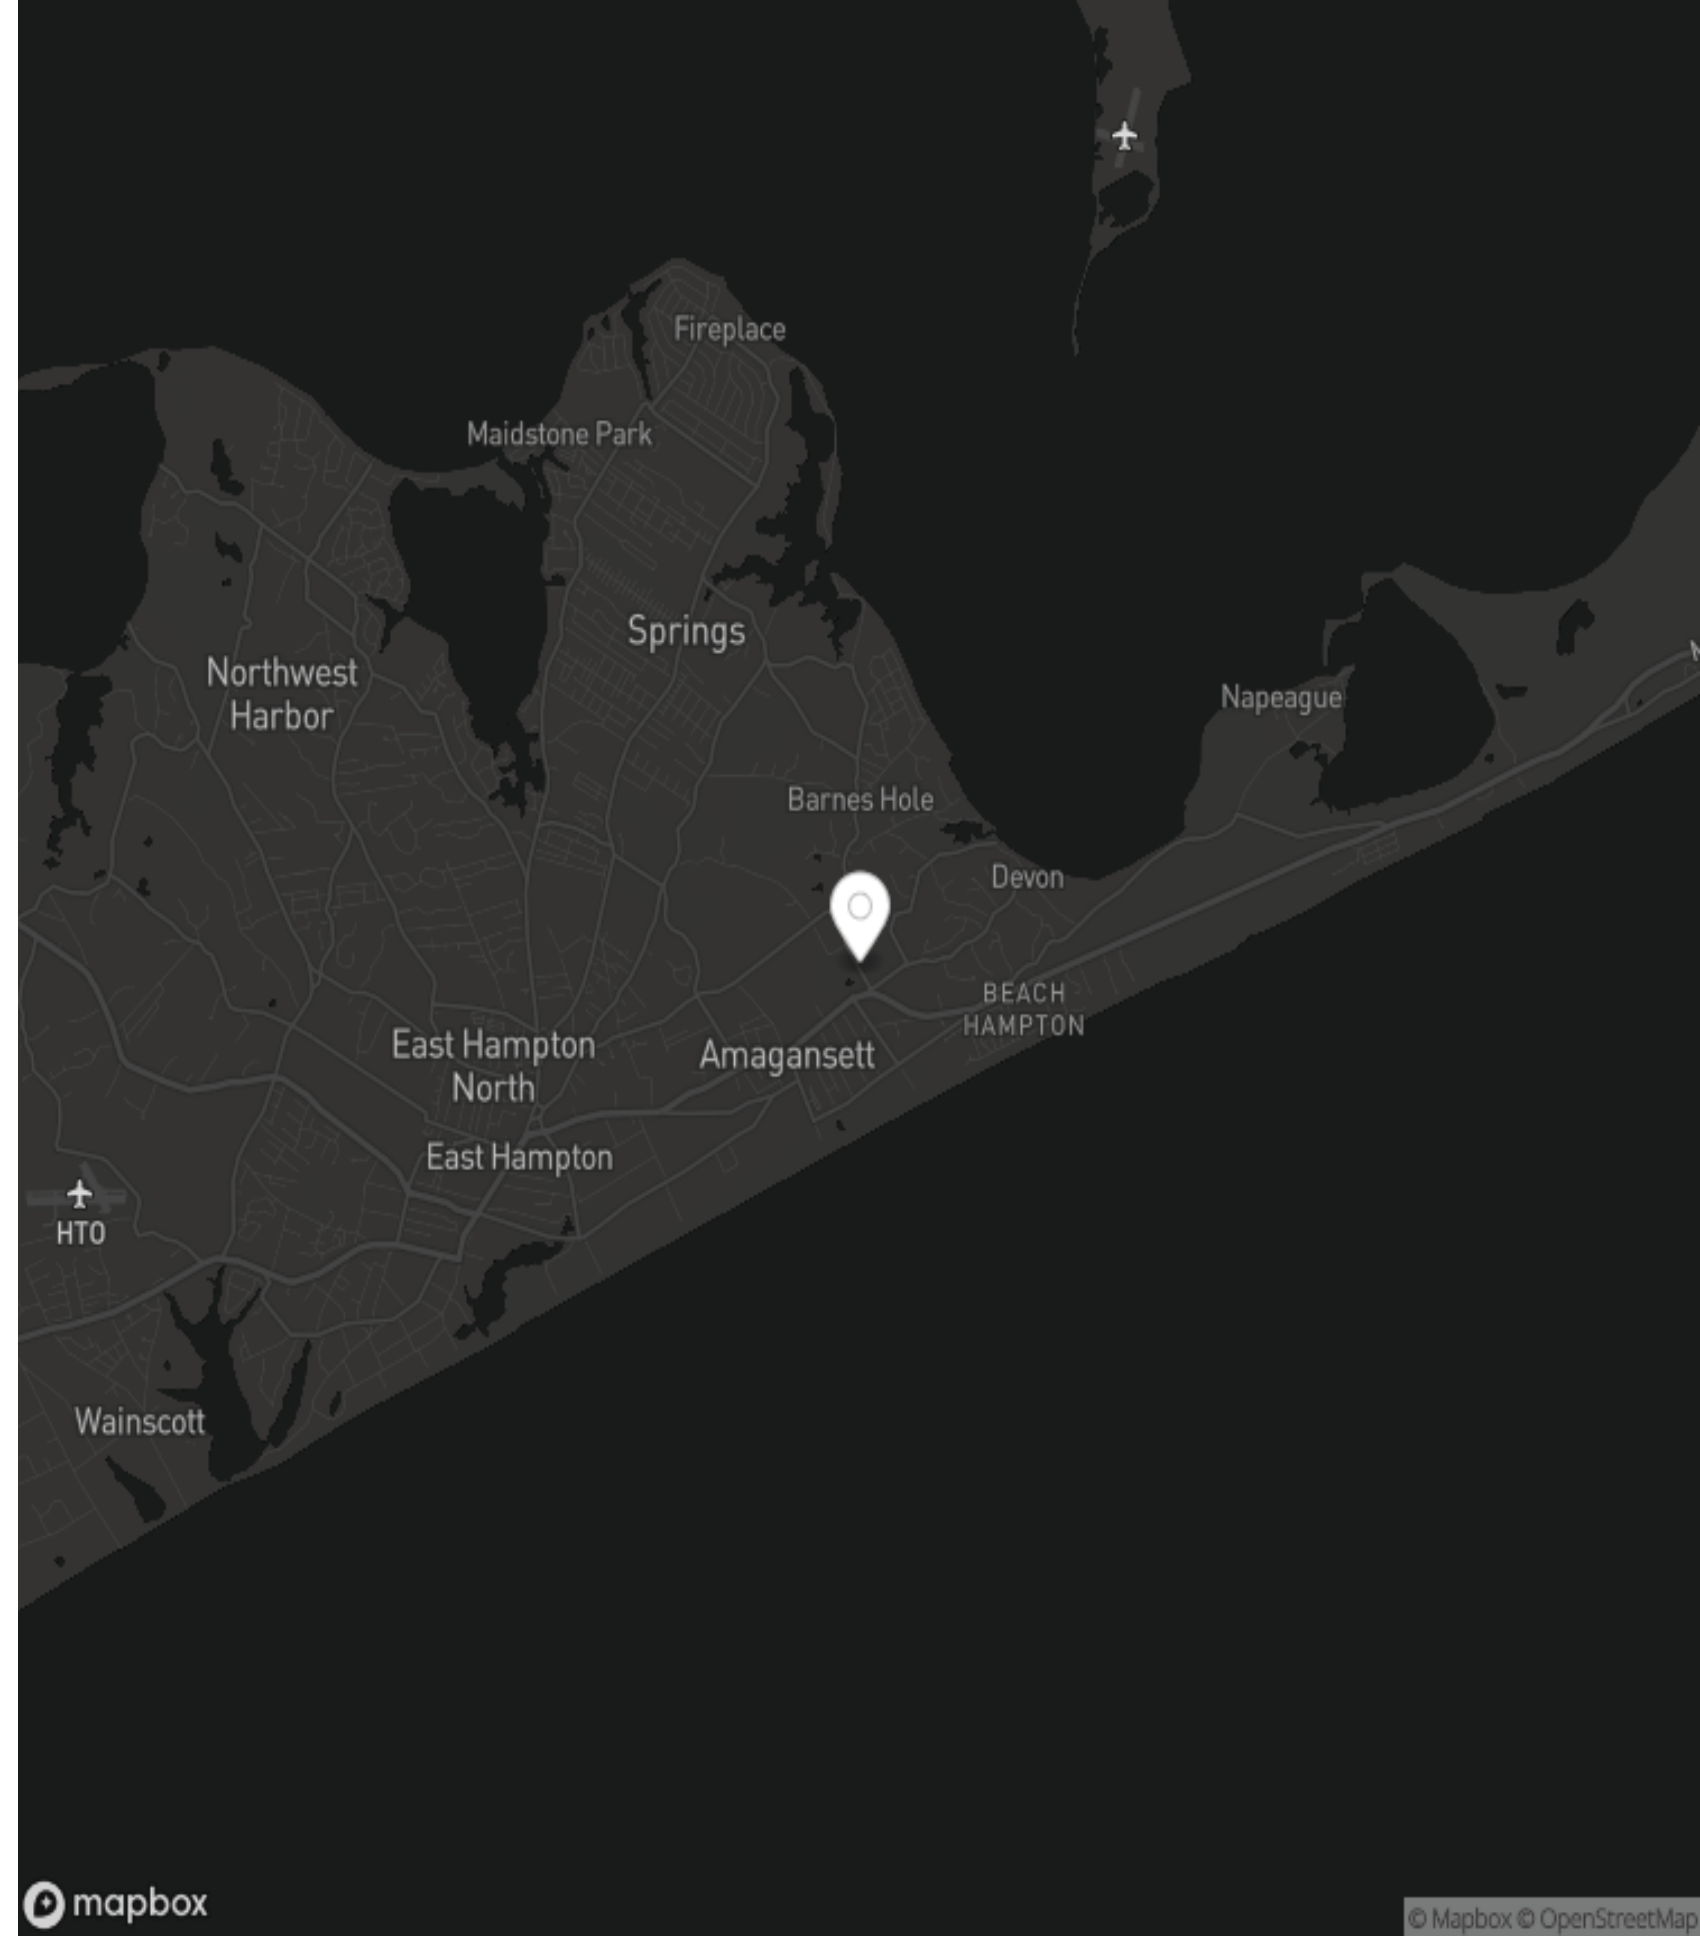 Fireplace
Maidstone Park
Springs
Northwest
Harbor
Napeague
Barnes Hole
Devon
BEACH
HAMPTON
East Hampton
North
Amagansett
East Hampton
HTO
Wainscott
mapbox
© Mapbox © OpenStreetMap